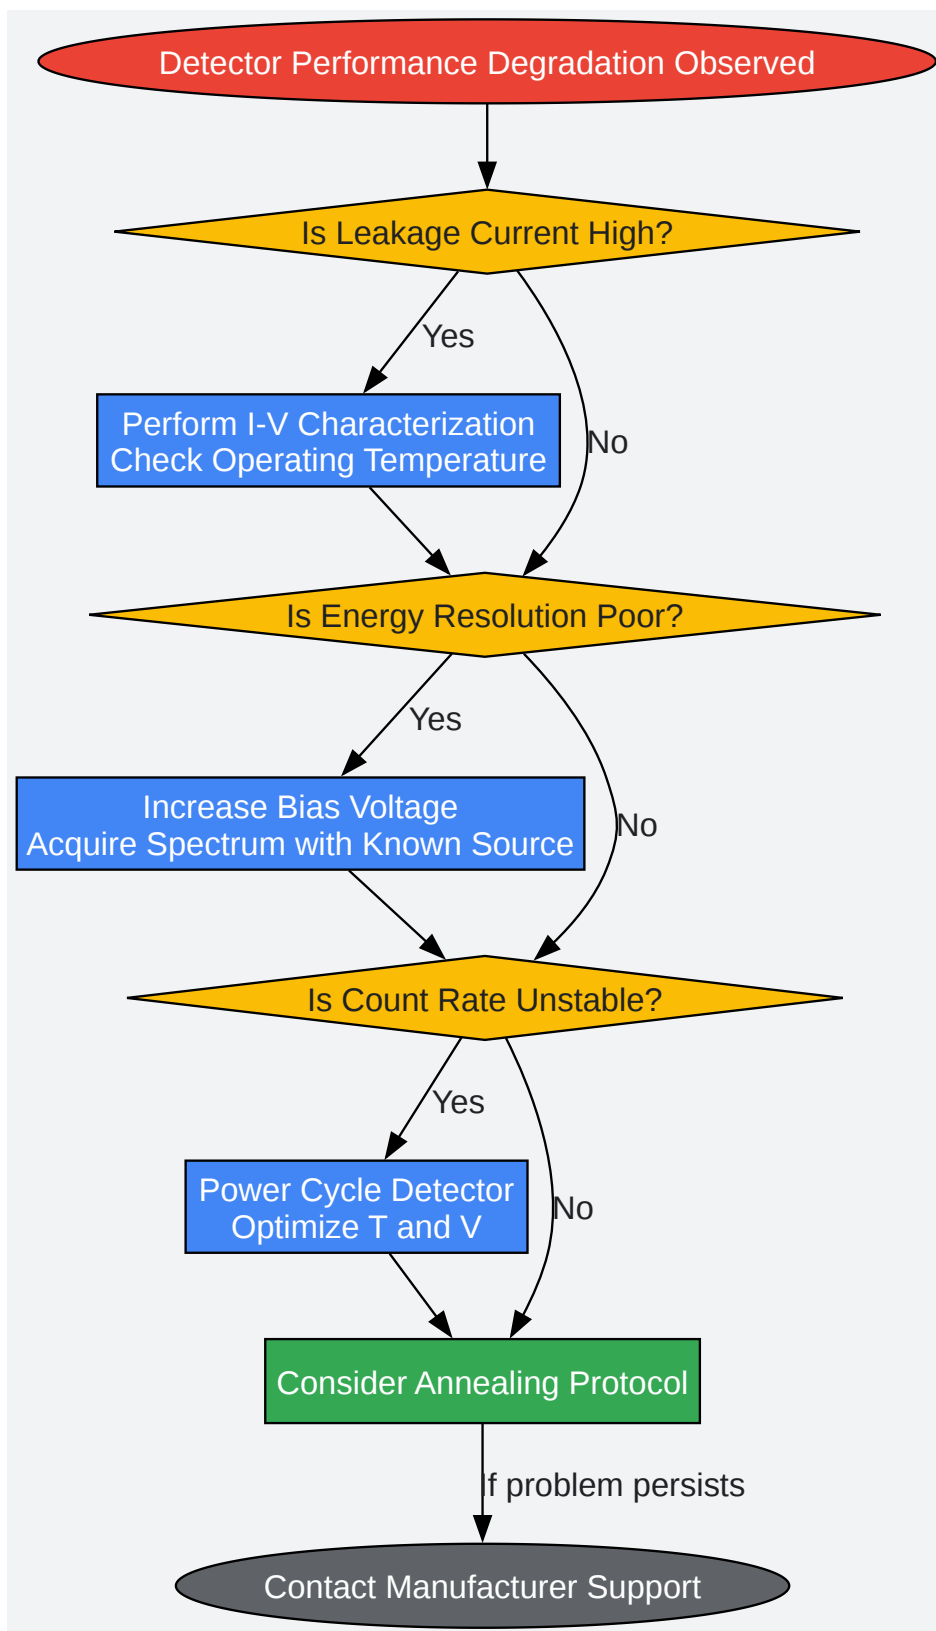 Detector Performance Degradation Observed
Is Leakage Current High?
Yes
Perform I-V Characterization
Check Operating Temperature
No
Is Energy Resolution Poor?
Yes
Increase Bias Voltage
Acquire Spectrum with Known Source
No
Is Count Rate Unstable?
Yes
Power Cycle Detector
Optimize T and V
No
Consider Annealing Protocol
If problem persists
Contact Manufacturer Support